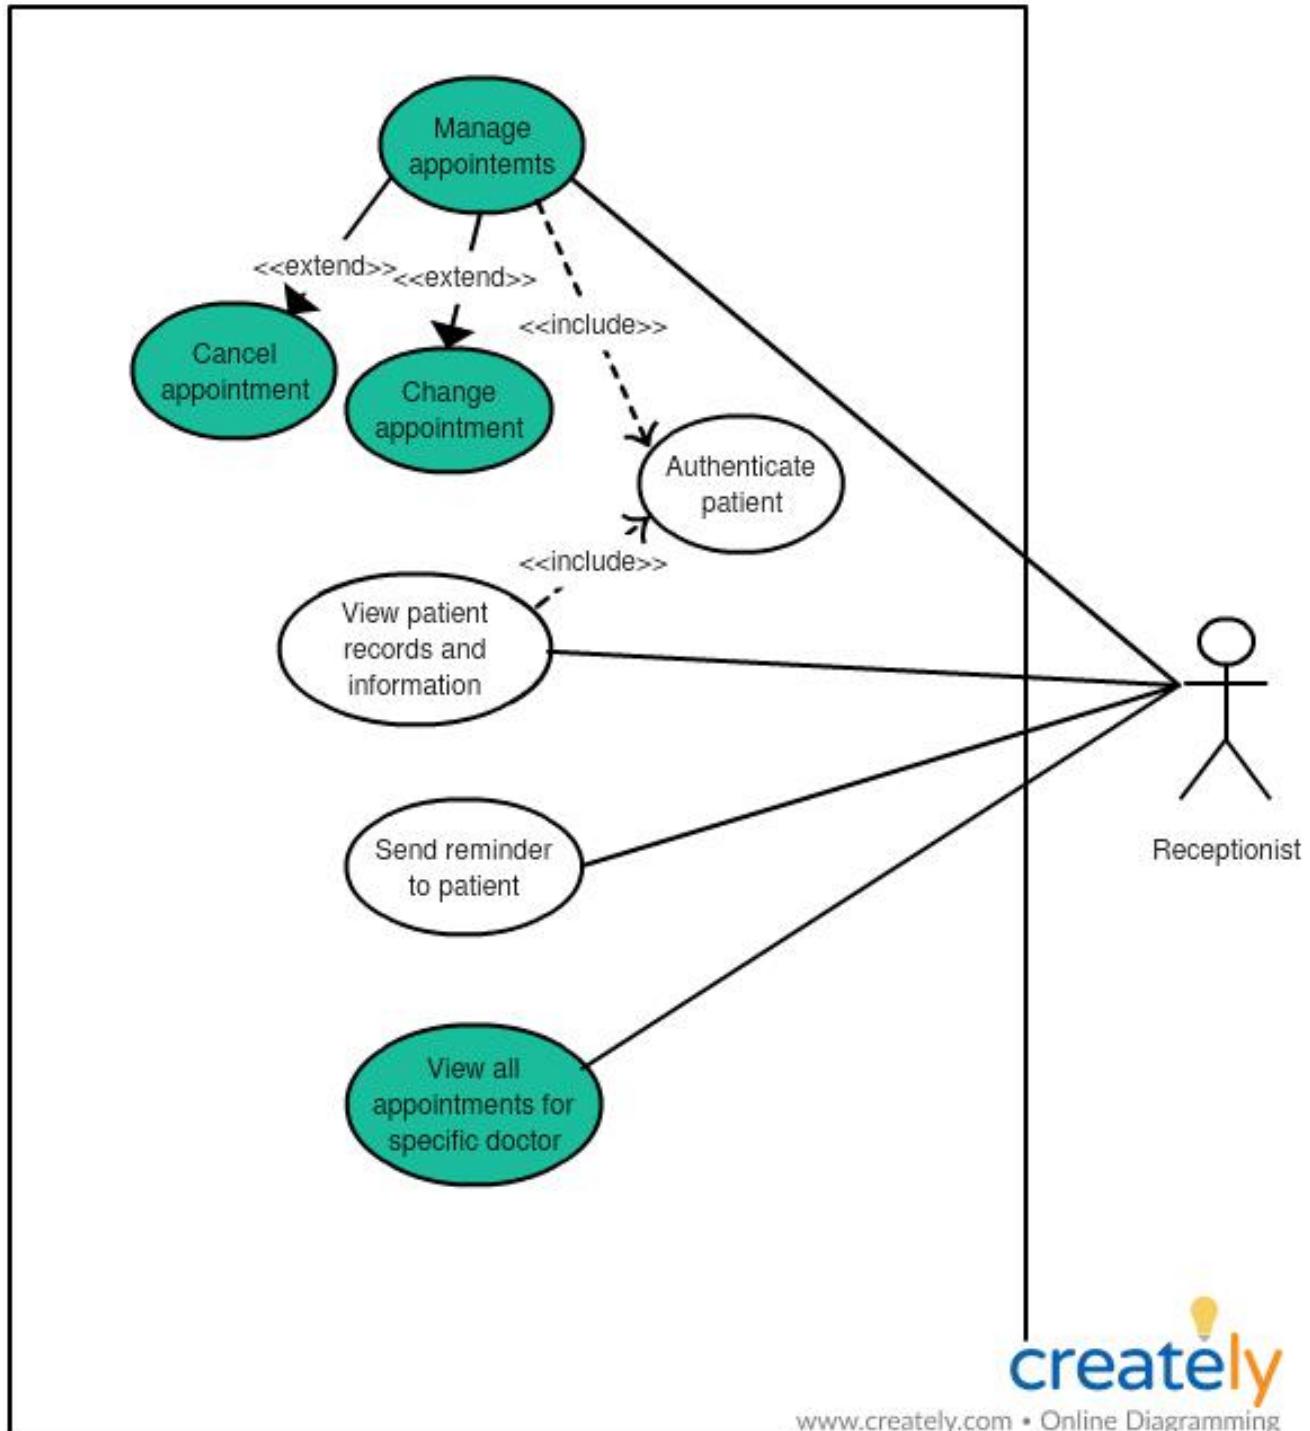 Manage
appointemts
<<extend>>
<<extend>>
<<include>>
Cancel
appointment
Change
appointment
Authenticate
patient
<<include>>
View patient
records and
information
Send reminder
to patient
Receptionist
View all
appointments for
specific doctor
creately
www.creately.com • Online Diagramming